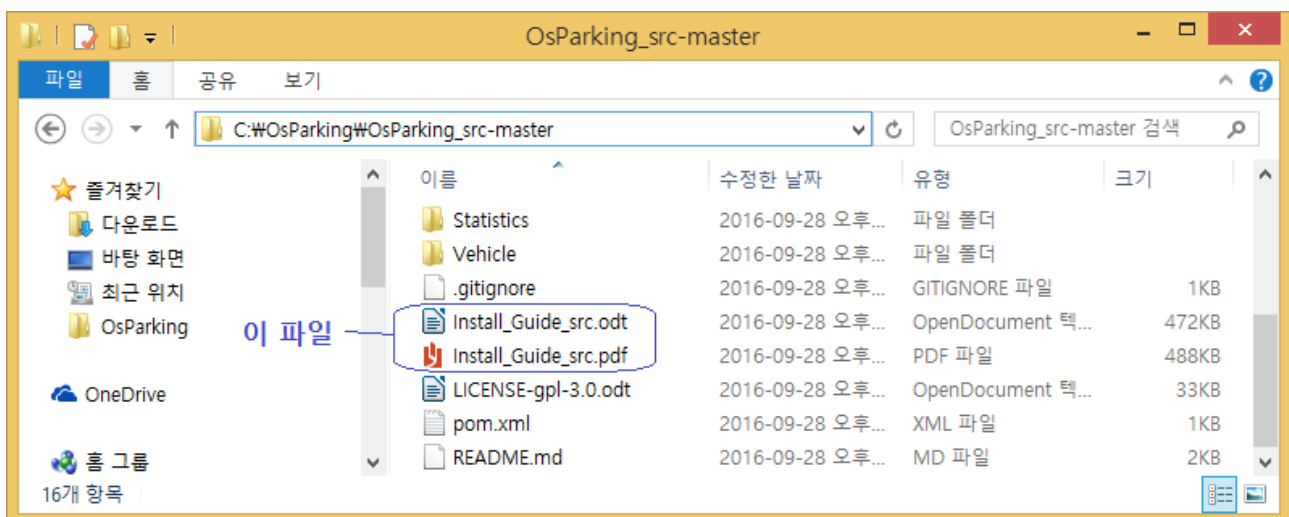 OsParking_src-master
파일 홈 공유 보기
C:₩OsParking₩OsParking_src-master
OsParking_src-master 검색
즐겨찾기
다운로드
바탕 화면
최근 위치
OsParking
OneDrive
홈 그룹
이 파일
이름 수정한 날짜 유형 크기
Statistics 2016-09-28 오후... 파일 폴더
Vehicle 2016-09-28 오후... 파일 폴더
.gitignore 2016-09-28 오후... GITIGNORE 파일 1KB
Install_Guide_src.odt 2016-09-28 오후... OpenDocument 텍... 472KB
Install_Guide_src.pdf 2016-09-28 오후... PDF 파일 488KB
LICENSE-gpl-3.0.odt 2016-09-28 오후... OpenDocument 텍... 33KB
pom.xml 2016-09-28 오후... XML 파일 1KB
README.md 2016-09-28 오후... MD 파일 2KB
16개 항목